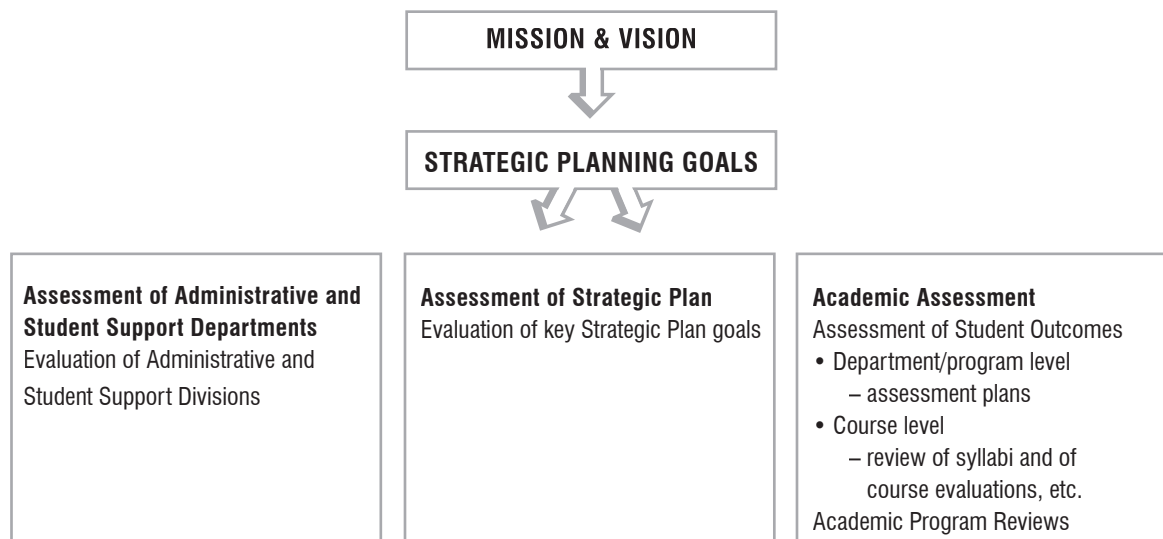 MISSION & VISION
STRATEGIC PLANNING GOALS
Assessment of Administrative and
Student Support Departments
Evaluation of Administrative and
Student Support Divisions
Assessment of Strategic Plan
Evaluation of key Strategic Plan goals
Academic Assessment
Assessment of Student Outcomes
• Department/program level
– assessment plans
• Course level
– review of syllabi and of
course evaluations, etc.
Academic Program Reviews